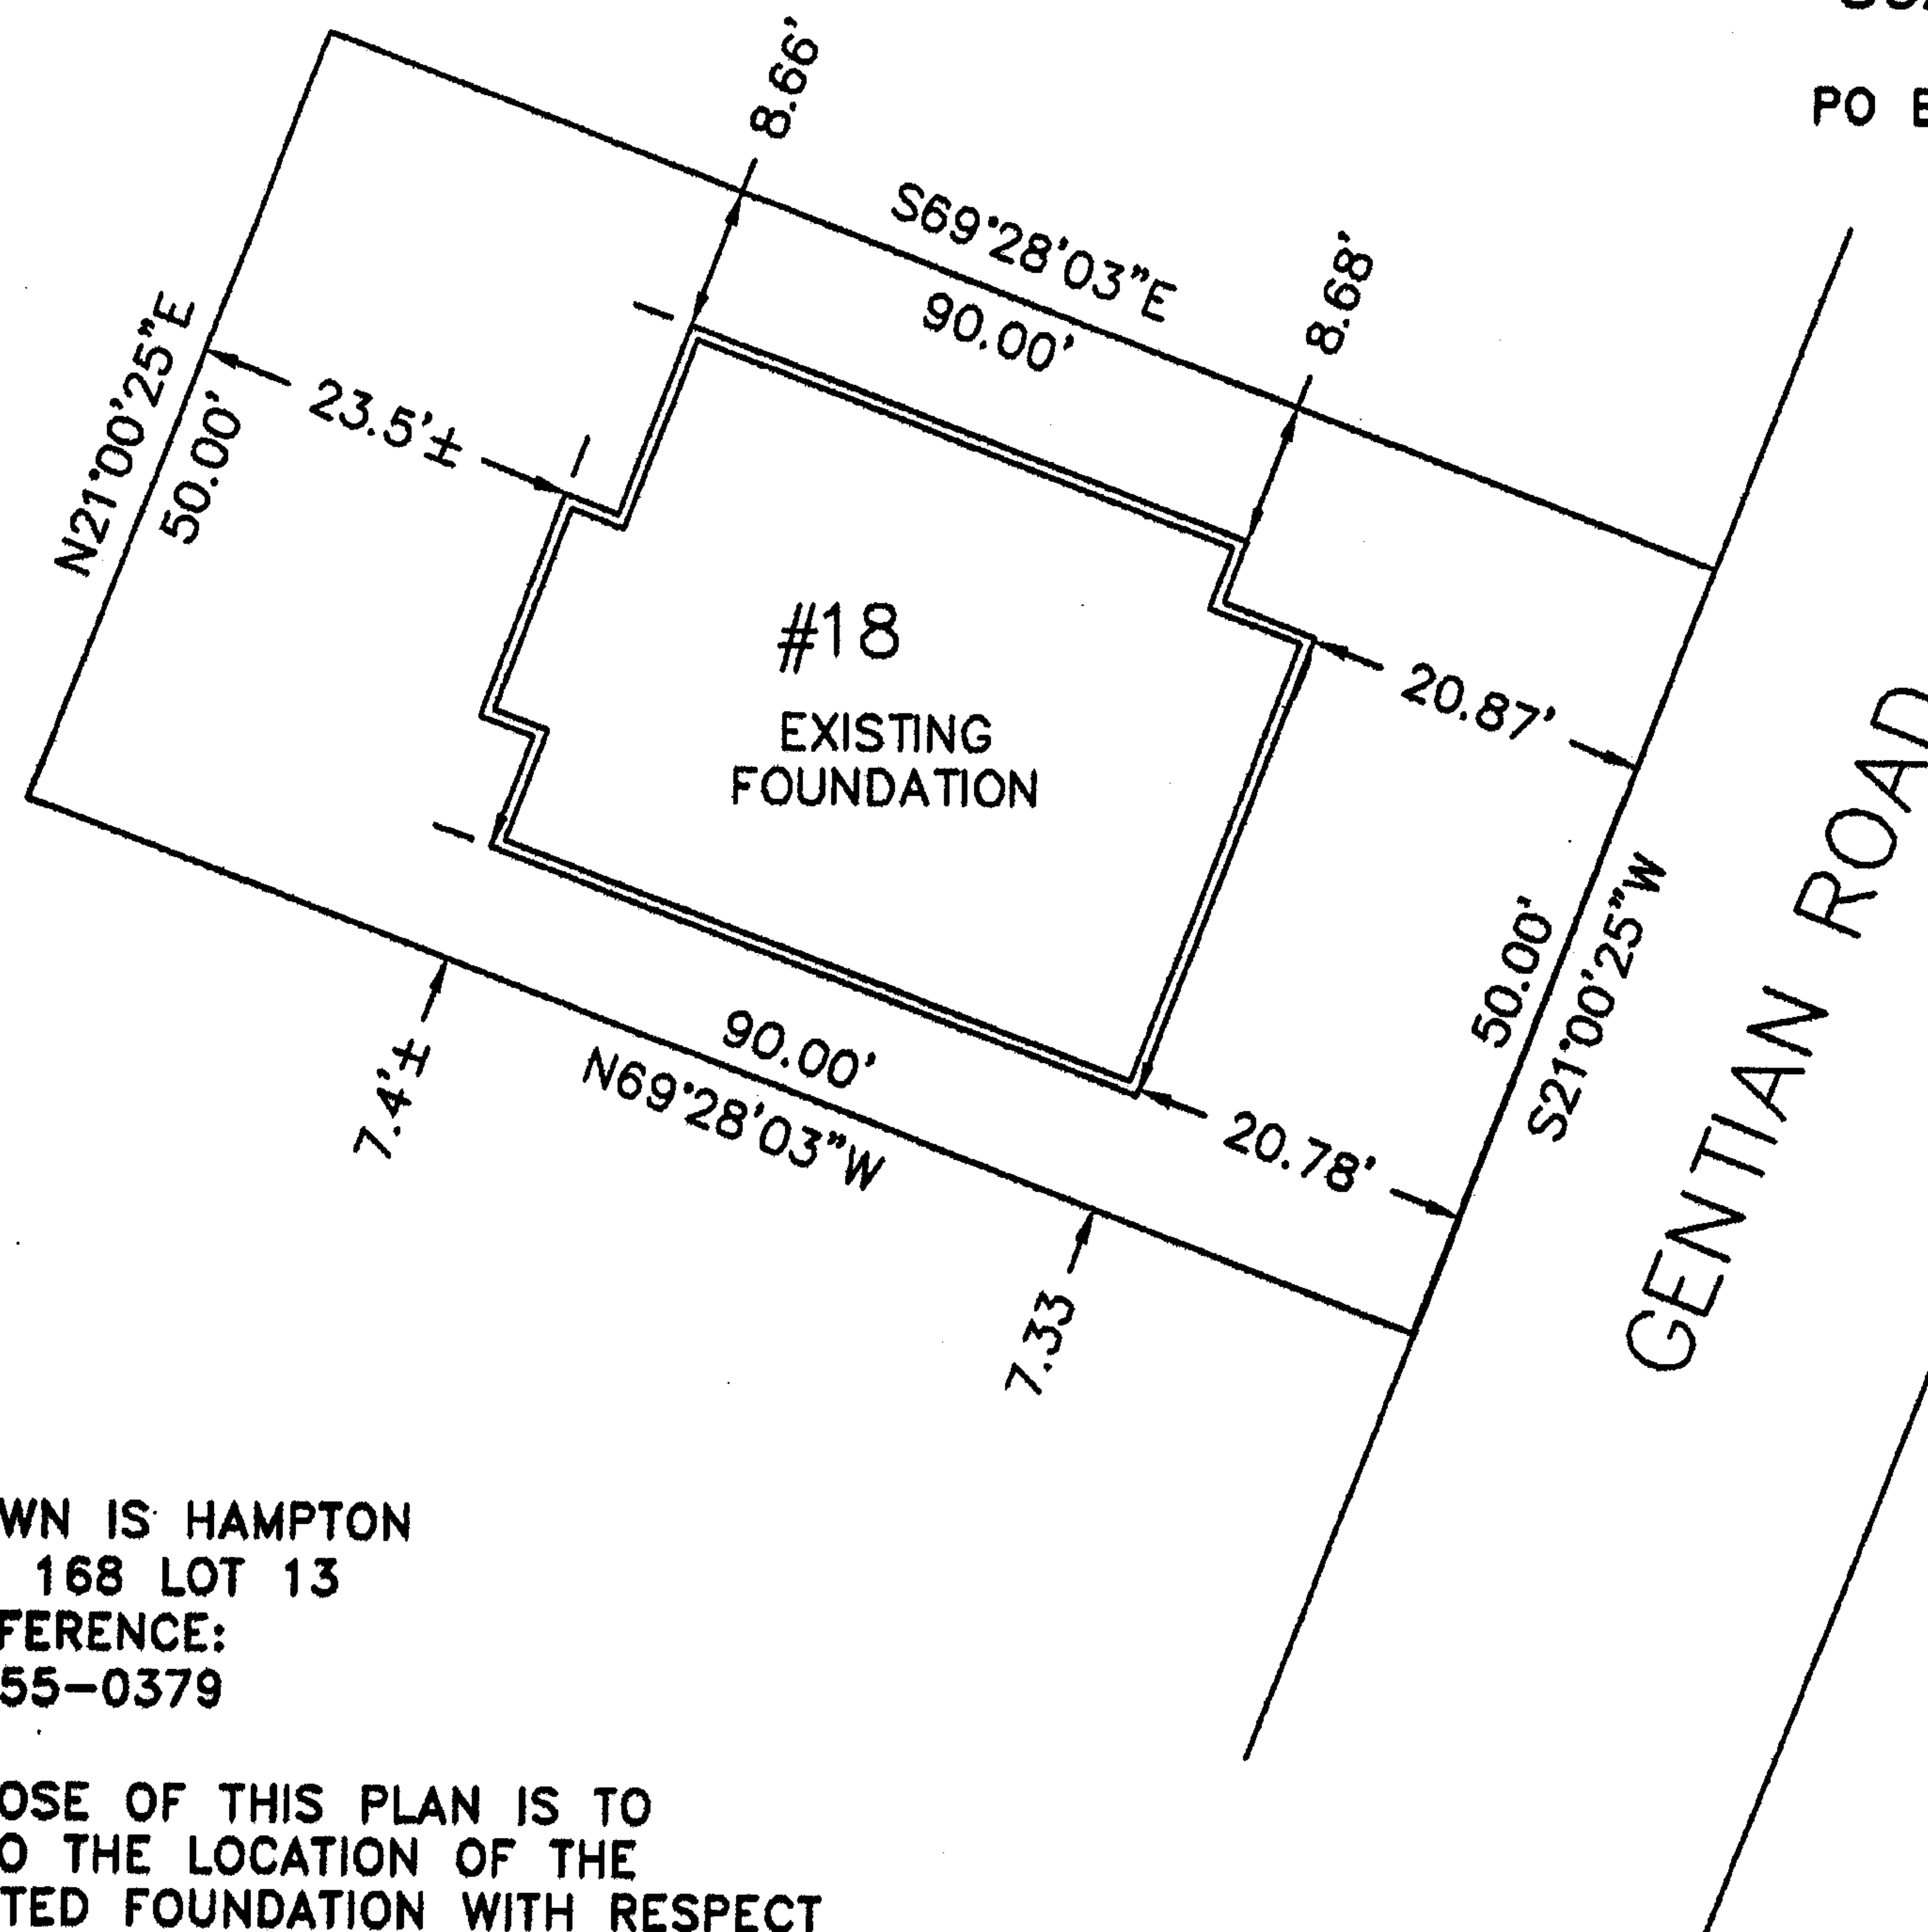 PO
8.66'
S69°28'03"E
90.00'
8.68'
N21°00'25"E
50.00'
23.5'±
#18
EXISTING
FOUNDATION
20.87'
GENTIAN ROAD
50.00'
S21°00'25"W
20.78'
90.00'
N69°28'03"W
7.4'±
7.33
WN IS HAMPTON
168 LOT 13
FERENCE:
55-0379
OSE OF THIS PLAN IS TO
O THE LOCATION OF THE
TED FOUNDATION WITH RESPECT